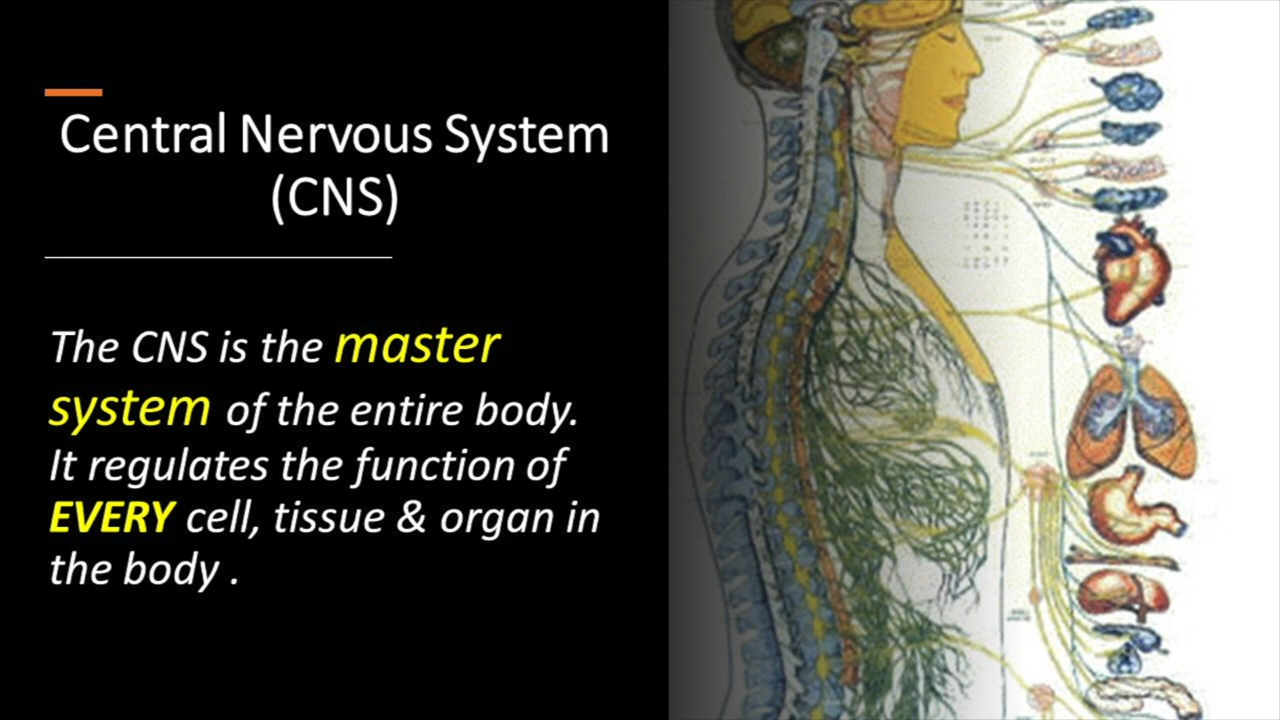 Central Nervous System
(CNS)
The CNS is the master
system of the entire body.
It regulates the function of
EVERY cell, tissue & organ in
the body .